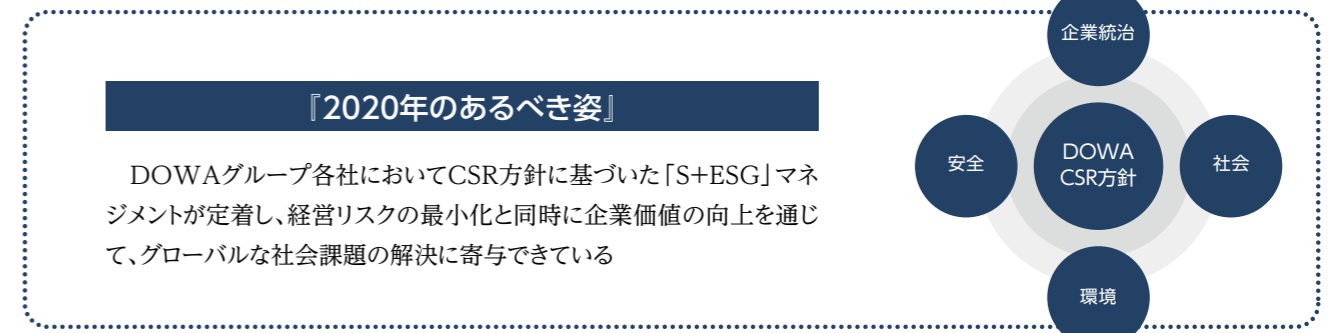 『2020年のあるべき姿』
DOWAグループ各社においてCSR方針に基づいた「S+ESG」マネ
ジメントが定着し、経営リスクの最小化と同時に企業価値の向上を通じ
て、グローバルな社会課題の解決に寄与できている
企業統治
安全
DOWA
CSR方針
社会
環境